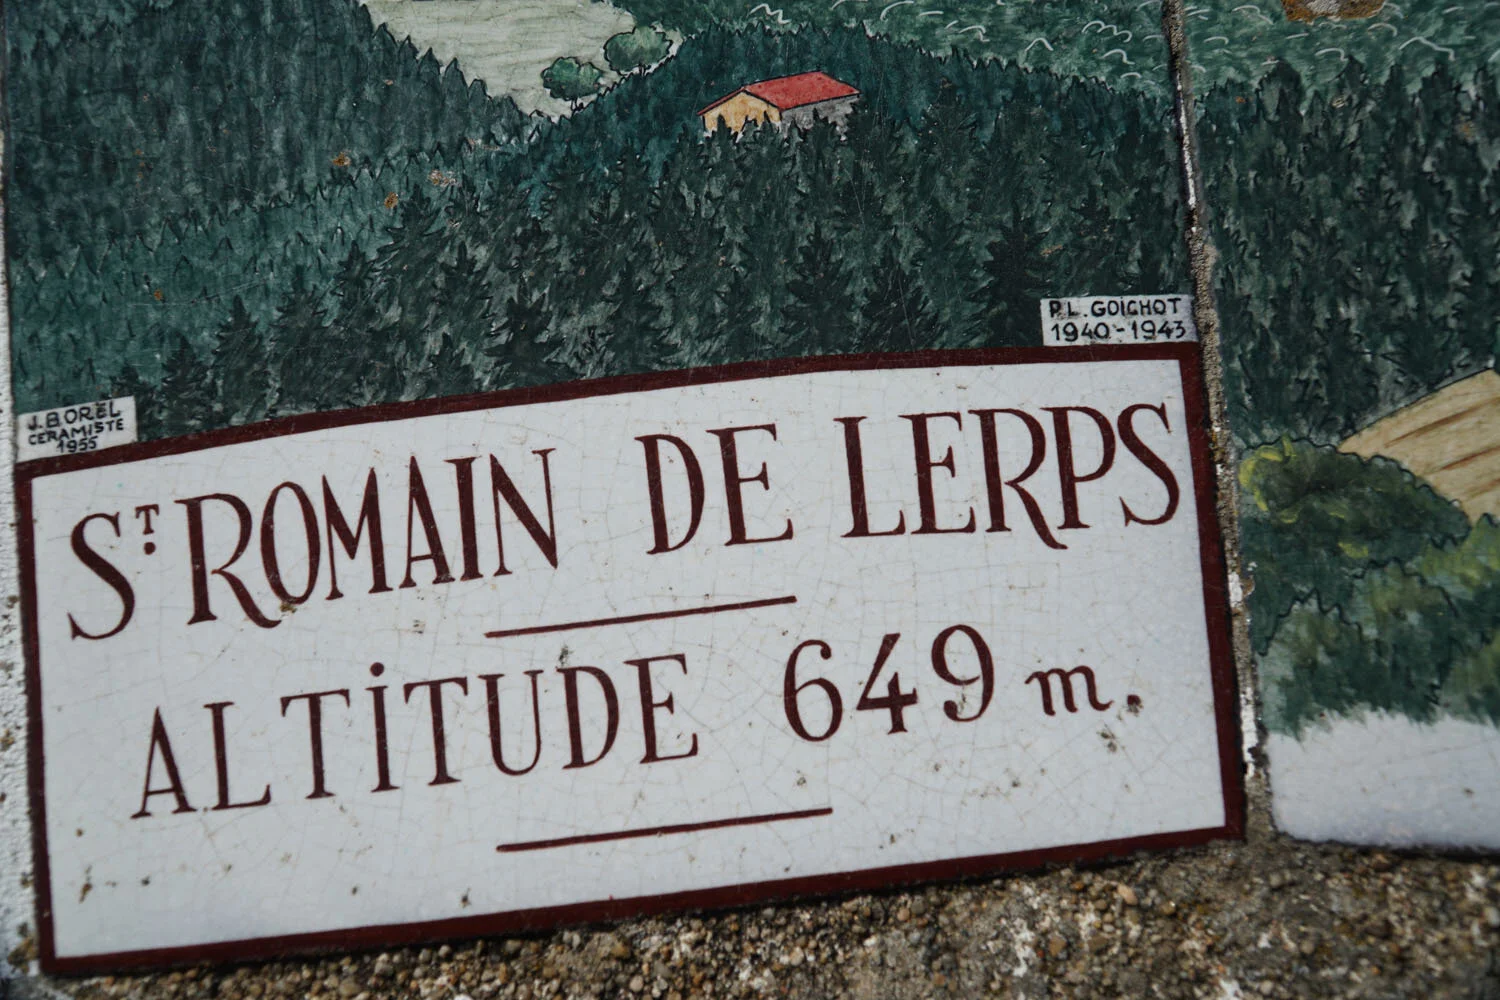 P.L. GOICHOT
1940-1943
J. BOREL
CERAMISTE
1955
ST. ROMAIN DE LERPS
ALTITUDE 649 m.